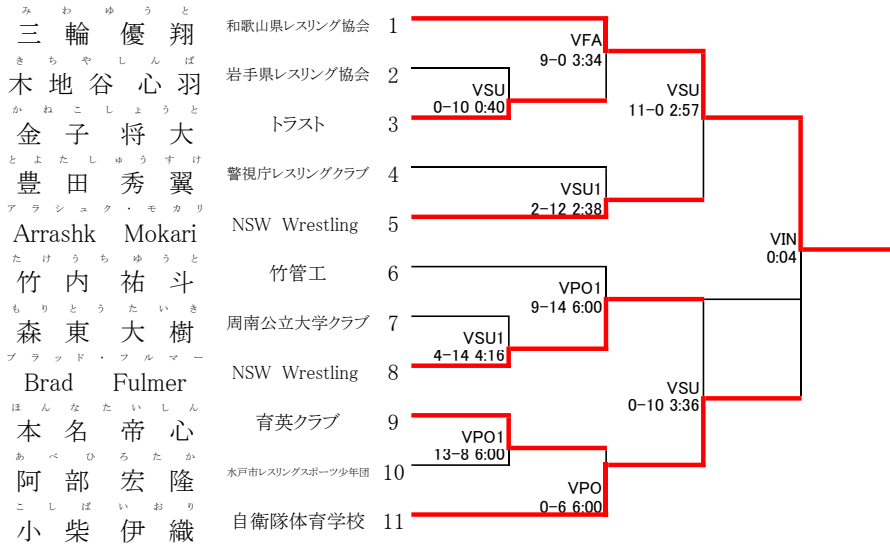 みわゆうと
三輪優翔 和歌山県レスリング協会 1
VFA
9-0 3:34
きちやしんば
木地谷心羽 岩手県レスリング協会 2
VSU
0-10 0:40
VSU
11-0 2:57
かねこしょうと
金子将大 トラスト 3
とよたしゅうすけ
豊田秀翼 警視庁レスリングクラブ 4
VSU1
2-12 2:38
アラシュク・モカリ
Arrashk Mokari NSW Wrestling 5
VIN
0:04
たけうちゆうと
竹内祐斗 竹管工 6
VPO1
9-14 6:00
もりとうたいき
森東大樹 周南公立大学クラブ 7
VSU1
4-14 4:16
ブラッド・フルマー
Brad Fulmer NSW Wrestling 8
VSU
0-10 3:36
ほんなたいしん
本名帝心 育英クラブ 9
VPO1
13-8 6:00
あべひろたか
阿部宏隆 水戸市レスリングスポーツ少年団 10
VPO
0-6 6:00
こしばいおり
小柴伊織 自衛隊体育学校 11